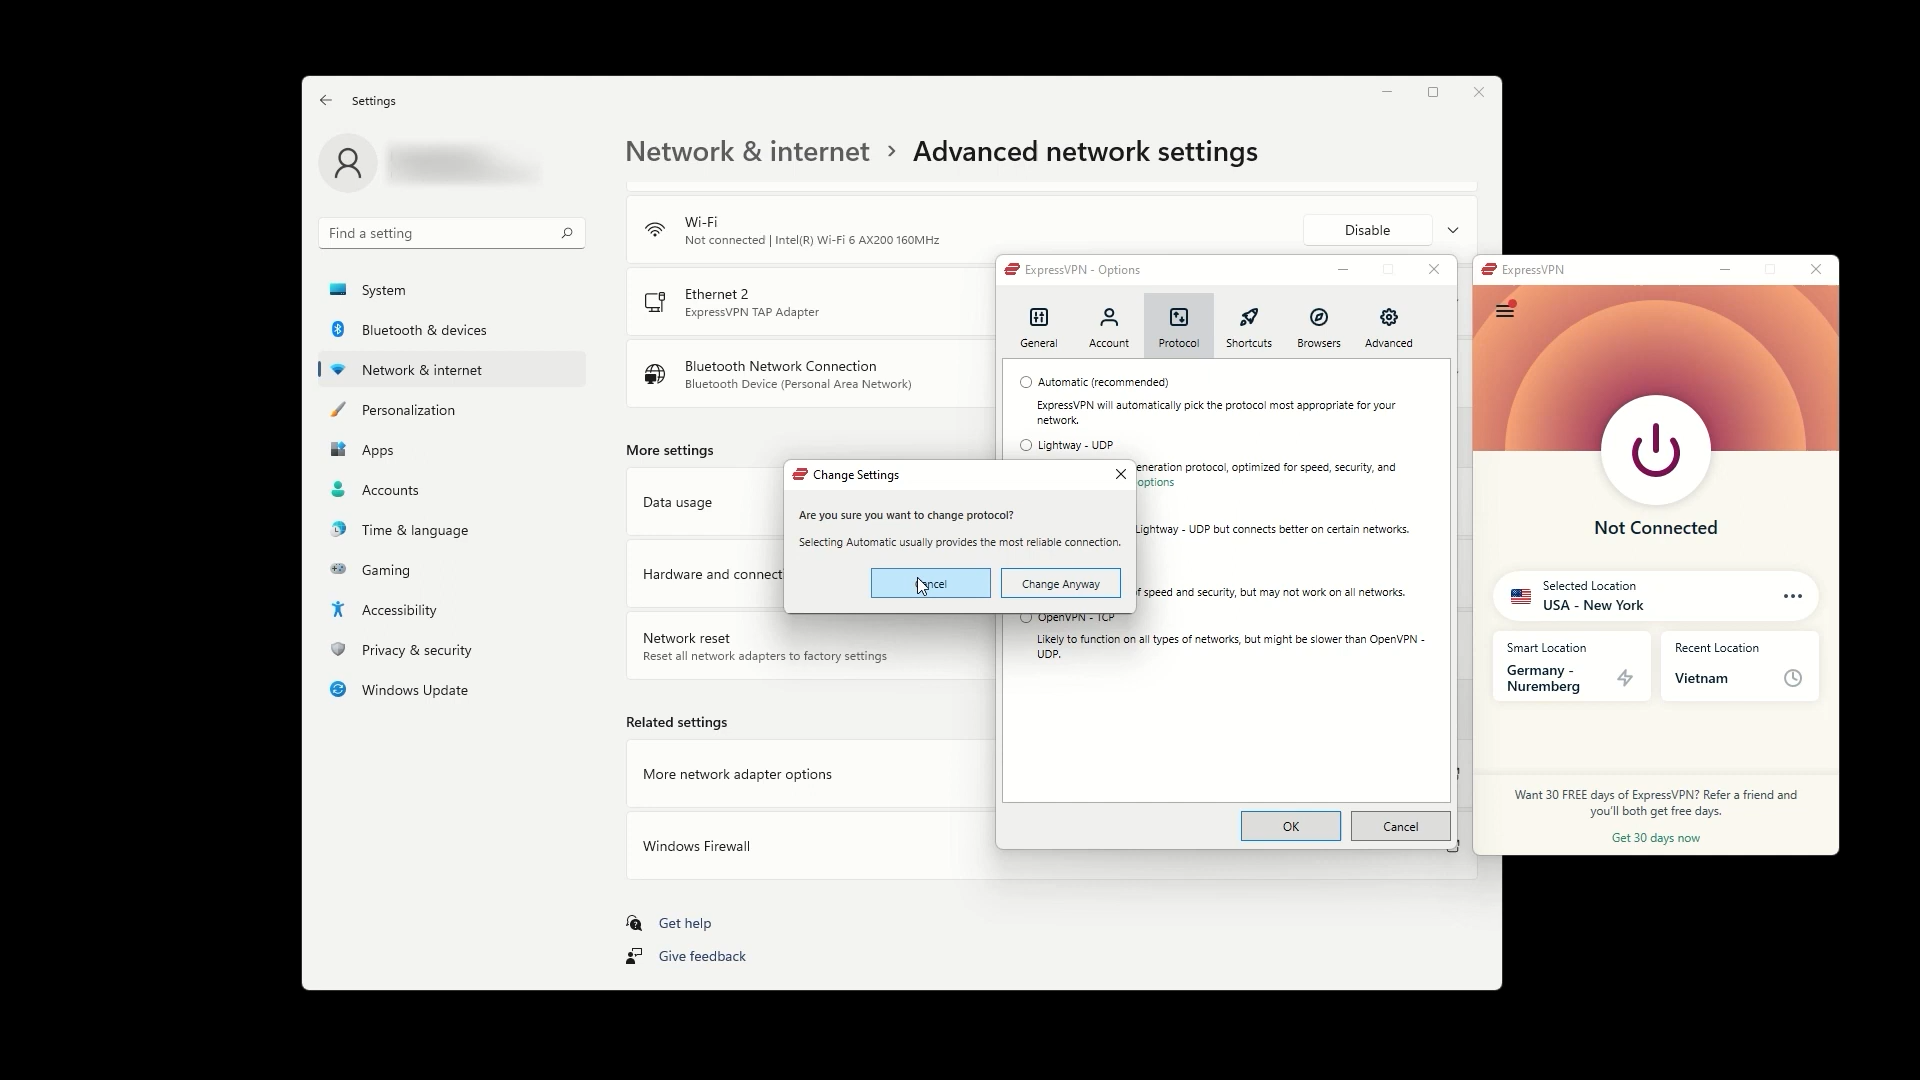 Settings
Find a setting
System
Bluetooth & devices
Network & internet
Personalization
Apps
Accounts
Time & language
Gaming
Accessibility
Privacy & security
Windows Update
Network & internet › Advanced network settings
Wi-Fi
Not connected | Intel(R) Wi-Fi 6 AX200 160MHz
Disable
Ethernet 2
ExpressVPN TAP Adapter
Bluetooth Network Connection
Bluetooth Device (Personal Area Network)
More settings
Data usage
Hardware and connect
Network reset
Reset all network adapters to factory settings
Related settings
More network adapter options
Windows Firewall
Get help
Give feedback
ExpressVPN - Options
General
Account
Protocol
Shortcuts
Browsers
Advanced
Automatic (recommended)
ExpressVPN will automatically pick the protocol most appropriate for your
network.
Lightway - UDP
eneration protocol, optimized for speed, security, and
options
Lightway - UDP but connects better on certain networks.
f speed and security, but may not work on all networks.
OpenVPN - TCP
Likely to function on all types of networks, but might be slower than OpenVPN -
UDP.
OK
Cancel
Change Settings
Are you sure you want to change protocol?
Selecting Automatic usually provides the most reliable connection.
Cancel
Change Anyway
ExpressVPN
Not Connected
Selected Location
USA - New York
Smart Location
Germany -
Nuremberg
Recent Location
Vietnam
Want 30 FREE days of ExpressVPN? Refer a friend and
you'll both get free days.
Get 30 days now